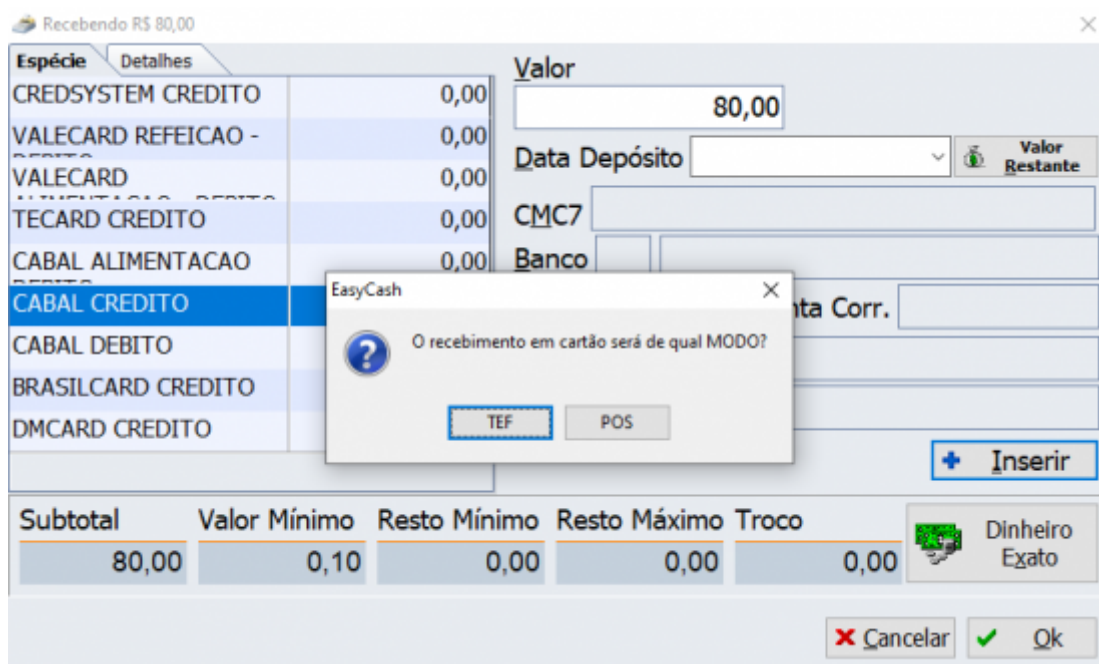 Recebendo R$ 80,00
Espécie Detalhes
CREDSYSTEM CREDITO 0,00
VALECARD REFEICAO - 0,00
VALECARD 0,00
TECARD CREDITO 0,00
CABAL ALIMENTACAO 0,00
CABAL CREDITO
CABAL DEBITO
BRASILCARD CREDITO
DMCARD CREDITO
Valor
80,00
Data Depósito
Valor Restante
CMC7
Banco
nta Corr.
EasyCash
O recebimento em cartão será de qual MODO?
TEF POS
Inserir
Subtotal Valor Mínimo Resto Mínimo Resto Máximo Troco
80,00 0,10 0,00 0,00 0,00
Dinheiro
Exato
Cancelar Ok